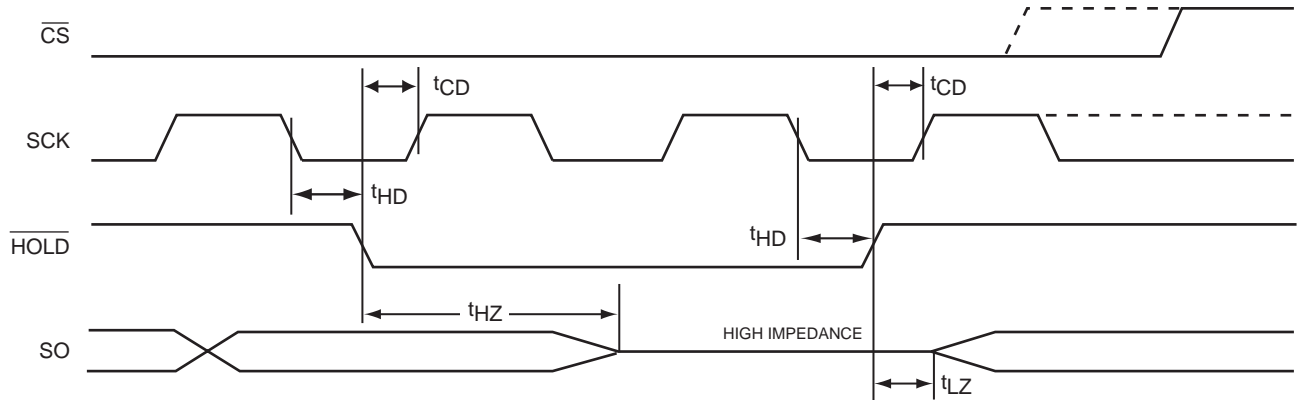 CS
tCD
tCD
SCK
tHD
HOLD
tHD
tHZ
HIGH IMPEDANCE
SO
tLZ